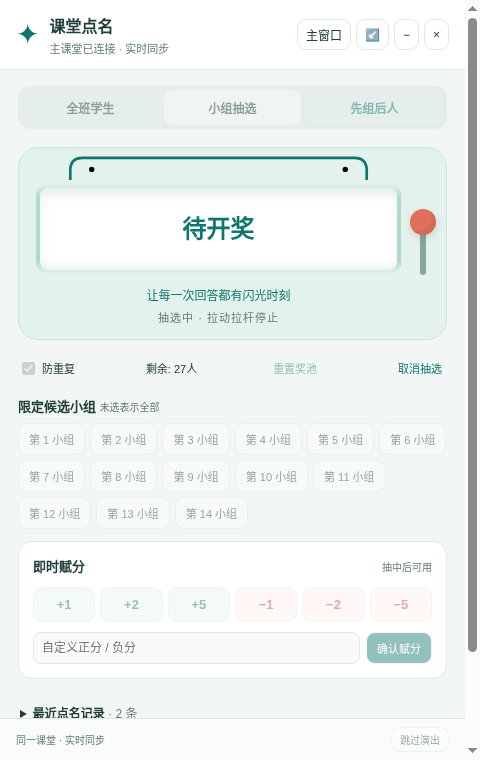 课堂点名
主课堂已连接 · 实时同步
主窗口 ↙ − ×
全班学生 小组抽选 先组后人
待开奖
让每一次回答都有闪光时刻
抽选中 · 拉动拉杆停止
防重复 剩余: 27人 重置奖池 取消抽选
限定候选小组 未选表示全部
第 1 小组 第 2 小组 第 3 小组 第 4 小组 第 5 小组 第 6 小组
第 7 小组 第 8 小组 第 9 小组 第 10 小组 第 11 小组
第 12 小组 第 13 小组 第 14 小组
即时赋分 抽中后可用
+1 +2 +5 −1 −2 −5
自定义正分 / 负分 确认赋分
▶ 最近点名记录 · 2 条
同一课堂 · 实时同步 跳过演出